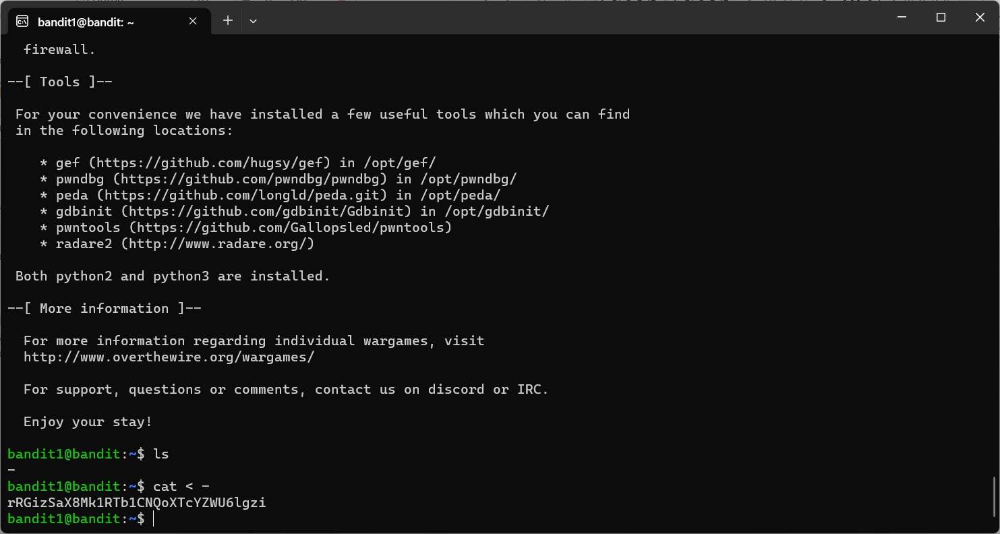 bandit1@bandit: ~
firewall.
--[ Tools ]--
For your convenience we have installed a few useful tools which you can find
in the following locations:
* gef (https://github.com/hugsy/gef) in /opt/gef/
* pwndbg (https://github.com/pwndbg/pwndbg) in /opt/pwndbg/
* peda (https://github.com/longld/peda.git) in /opt/peda/
* gdbinit (https://github.com/gdbinit/Gdbinit) in /opt/gdbinit/
* pwntools (https://github.com/Gallopsled/pwntools)
* radare2 (http://www.radare.org/)
Both python2 and python3 are installed.
--[ More information ]--
For more information regarding individual wargames, visit
http://www.overthewire.org/wargames/
For support, questions or comments, contact us on discord or IRC.
Enjoy your stay!
bandit1@bandit:~$ ls
-
bandit1@bandit:~$ cat < -
rRGizSaX8Mk1RTb1CNQoXTcYZWU6lgzi
bandit1@bandit:~$